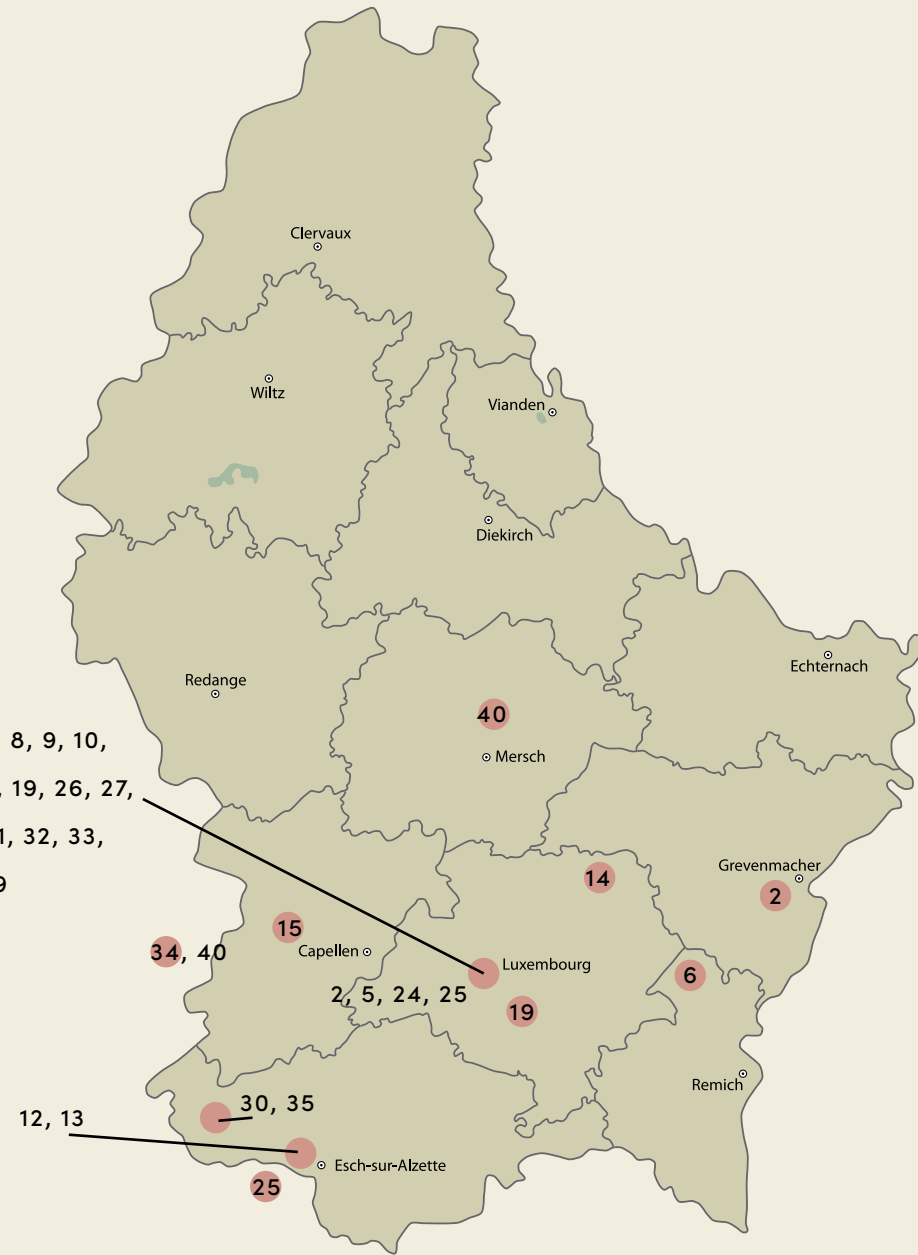 Clervaux
Wiltz
Vianden
Diekirch
Echternach
Redange
40
8, 9, 10,
Mersch
, 19, 26, 27,
1, 32, 33,
9
Grevenmacher
14
2
15
34, 40
Capellen
Luxembourg
6
2, 5, 24, 25
19
Remich
30, 35
12, 13
Esch-sur-Alzette
25